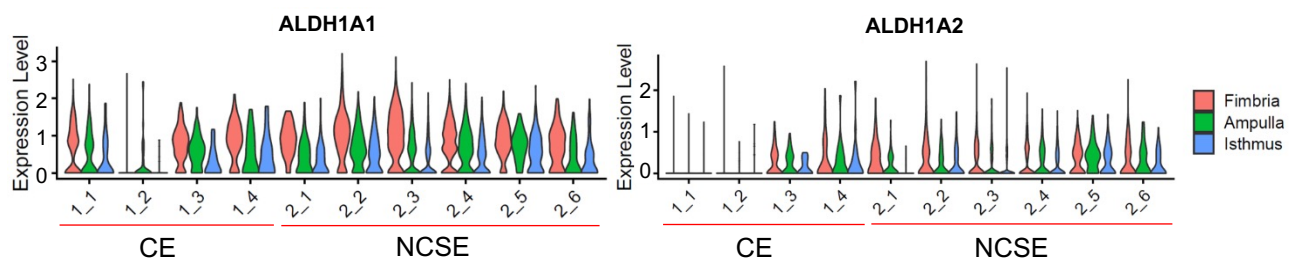 ALDH1A1
Expression Level
3
2
1
0
1_1 1_2 1_3 1_4 2_1 2_2 2_3 2_4 2_5 2_6
CE NCSE
ALDH1A2
Expression Level
2
1
0
1_1 1_2 1_3 1_4 2_1 2_2 2_3 2_4 2_5 2_6
CE NCSE
Fimbria
Ampulla
Isthmus